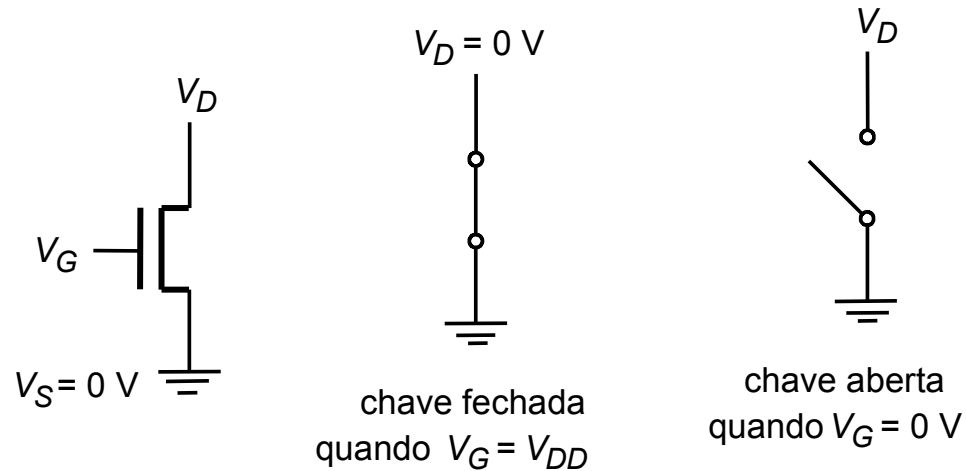 V_D
V_G
V_S = 0 V
V_D = 0 V
chave fechada
quando V_G = V_DD
V_D
chave aberta
quando V_G = 0 V